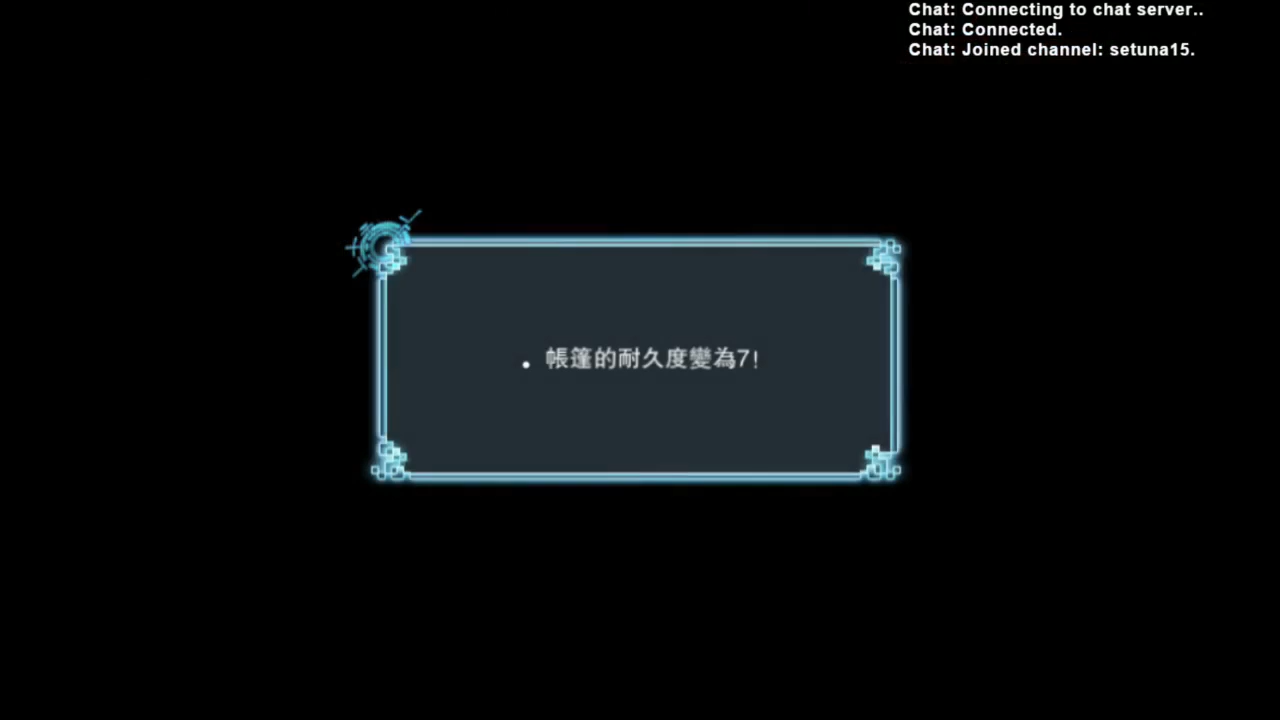 Chat: Connecting to chat server..
Chat: Connected.
Chat: Joined channel: setuna15.
. 帳篷的耐久度變為7!